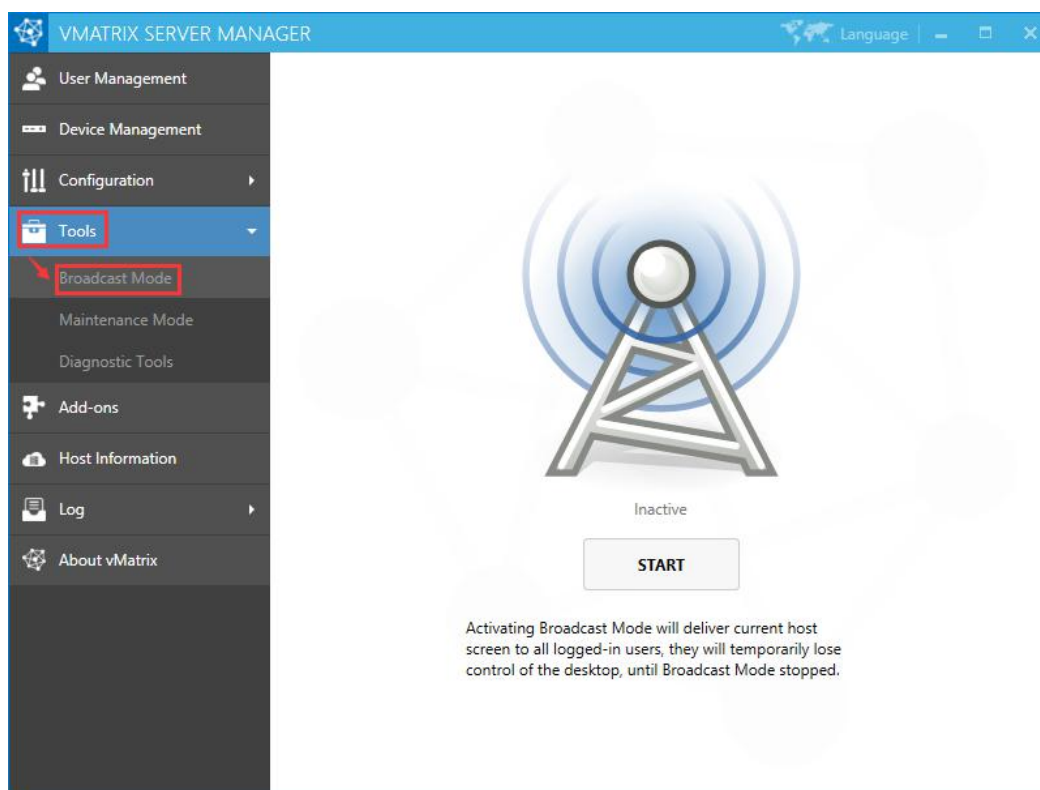 VMATRIX SERVER MANAGER
Language
User Management
Device Management
Configuration
Tools
Broadcast Mode
Maintenance Mode
Diagnostic Tools
Add-ons
Host Information
Log
About vMatrix
Inactive
START
Activating Broadcast Mode will deliver current host
screen to all logged-in users, they will temporarily lose
control of the desktop, until Broadcast Mode stopped.